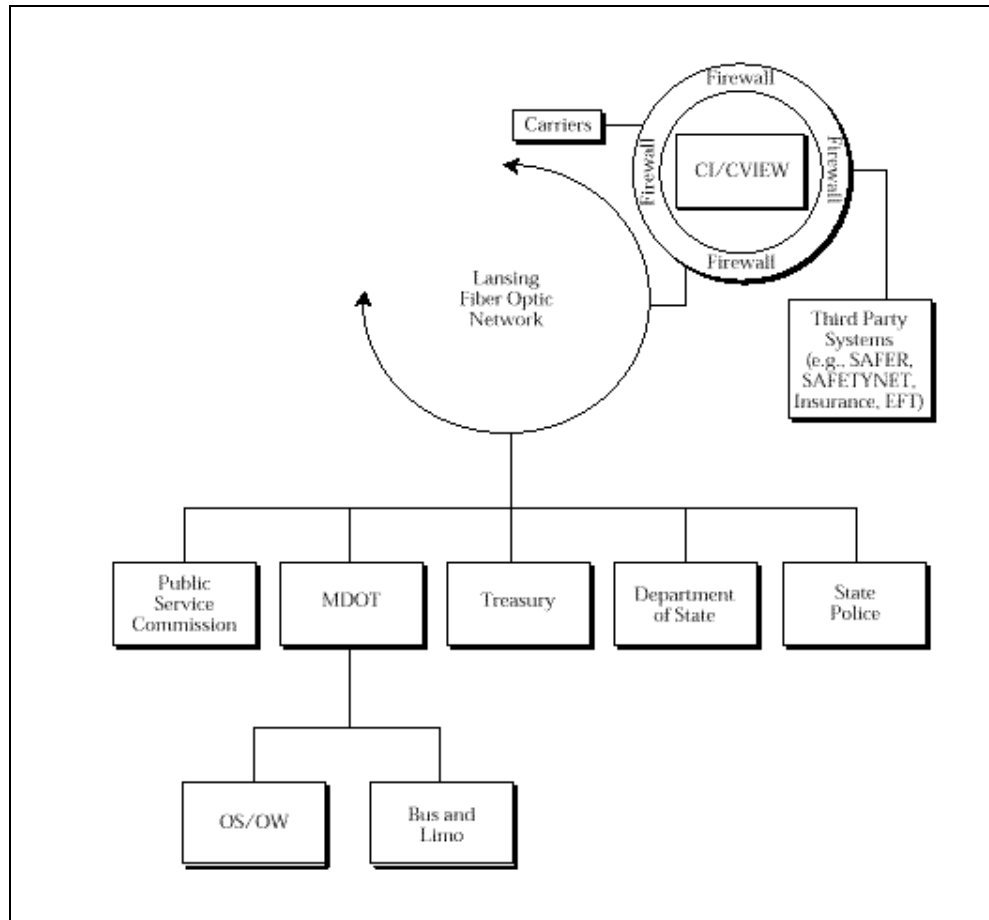 Firewall
Carriers
Firewall
CI/CVIEW
Firewall
Firewall
Lansing
Fiber Optic
Network
Third Party
Systems
(e.g., SAFER,
SAFETYNET,
Insurance, EFT)
Public
Service
Commission
MDOT
Treasury
Department
of State
State
Police
OS/OW
Bus and
Limo